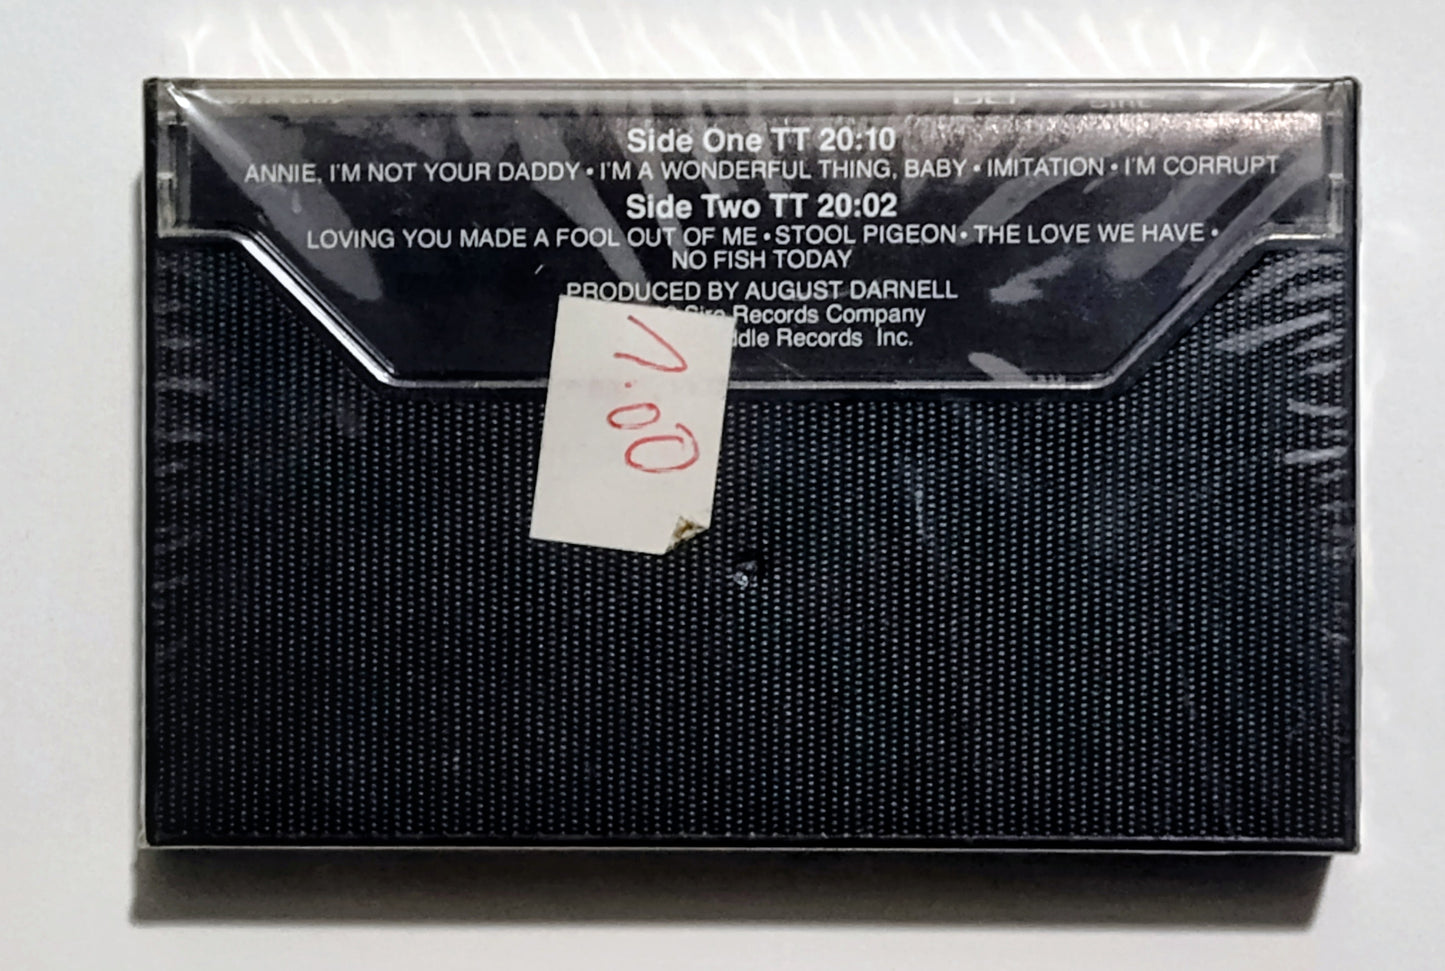 Side One TT 20:10
ANNIE, I'M NOT YOUR DADDY • I'M A WONDERFUL THING, BABY • IMITATION • I'M CORRUPT
Side Two TT 20:02
LOVING YOU MADE A FOOL OUT OF ME • STOOL PIGEON • THE LOVE WE HAVE •
NO FISH TODAY
PRODUCED BY AUGUST DARNELL
Sire Records Company
Records Inc.
1.00